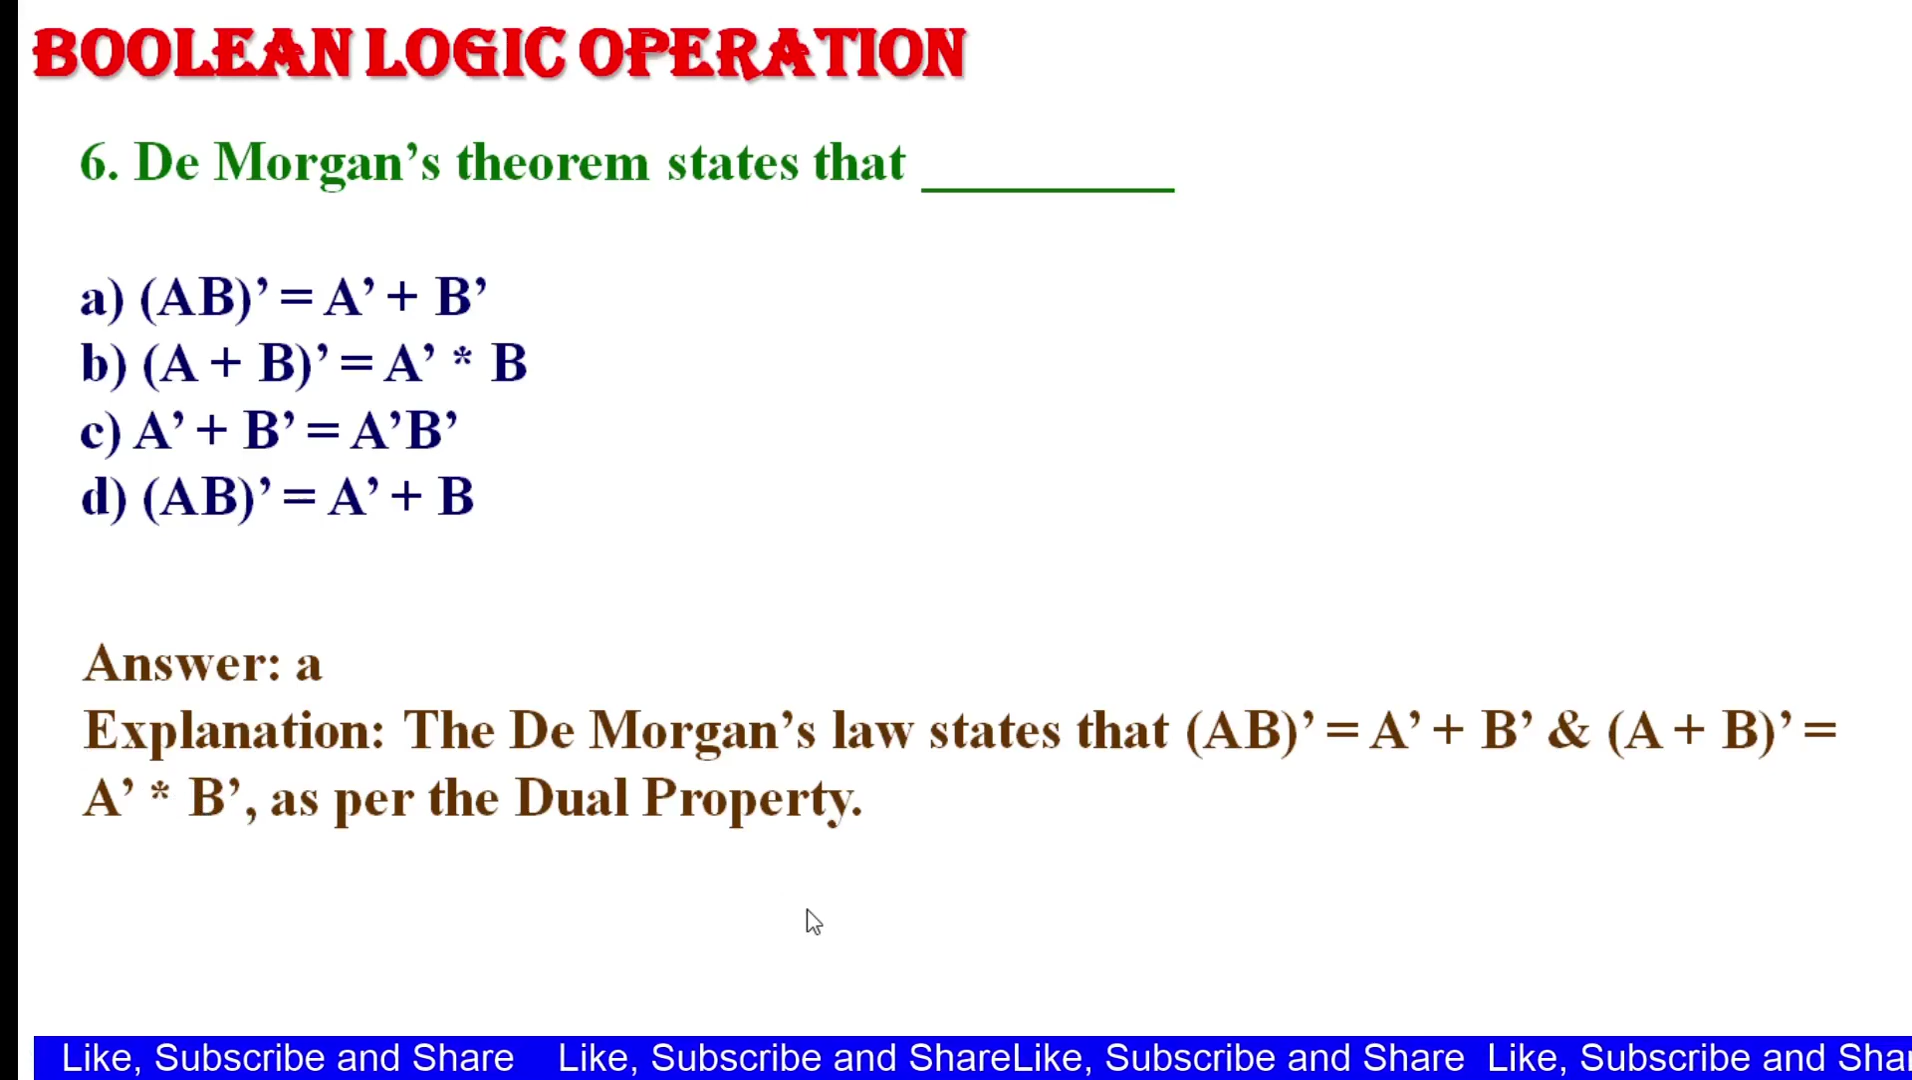 BOOLEAN LOGIC OPERATION
6. De Morgan’s theorem states that __________
a) (AB)’ = A’ + B’
b) (A + B)’ = A’ * B
c) A’ + B’ = A’B’
d) (AB)’ = A’ + B
Answer: a
Explanation: The De Morgan’s law states that (AB)’ = A’ + B’ & (A + B)’ =
A’ * B’, as per the Dual Property.
Like, Subscribe and Share Like, Subscribe and ShareLike, Subscribe and Share Like, Subscribe and Shar